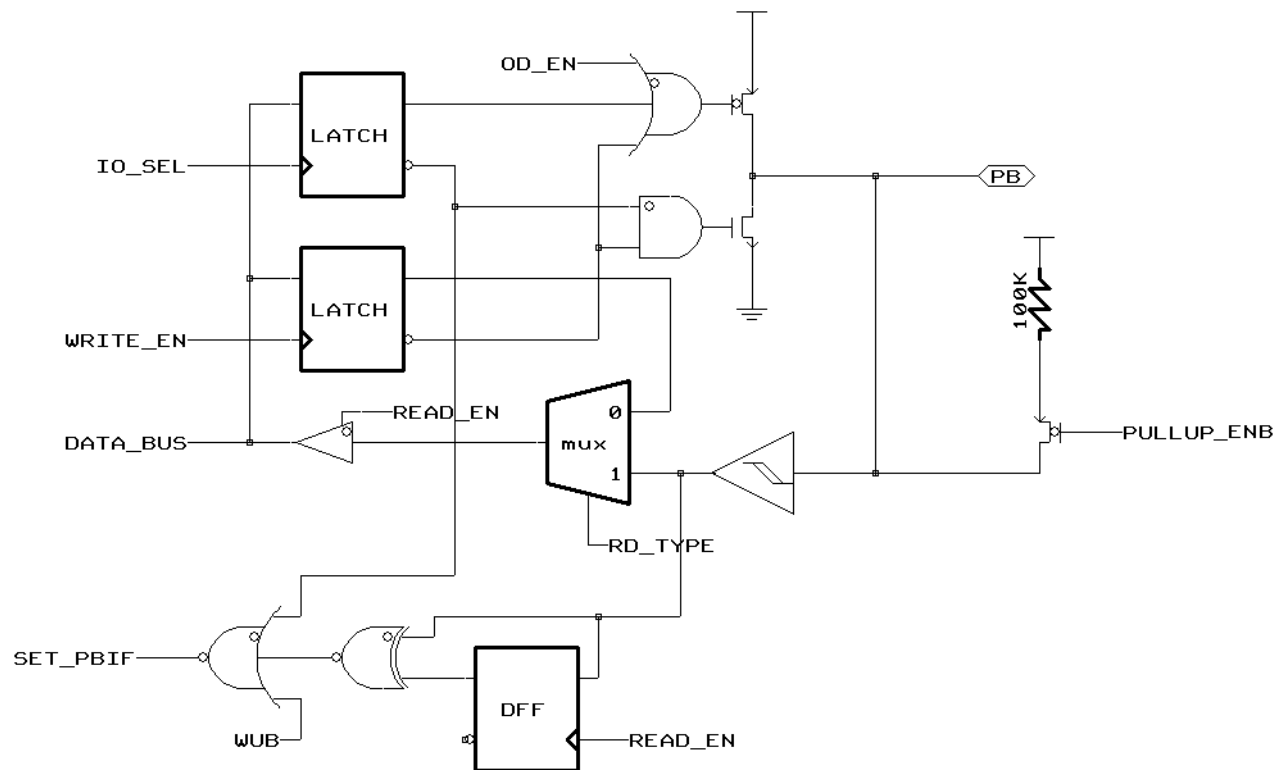 OD_EN
LATCH
IO_SEL
PB
LATCH
100K
WRITE_EN
0
READ_EN
PULLUP_ENB
DATA_BUS
mux
1
RD_TYPE
SET_PBIF
DFF
WUB
READ_EN